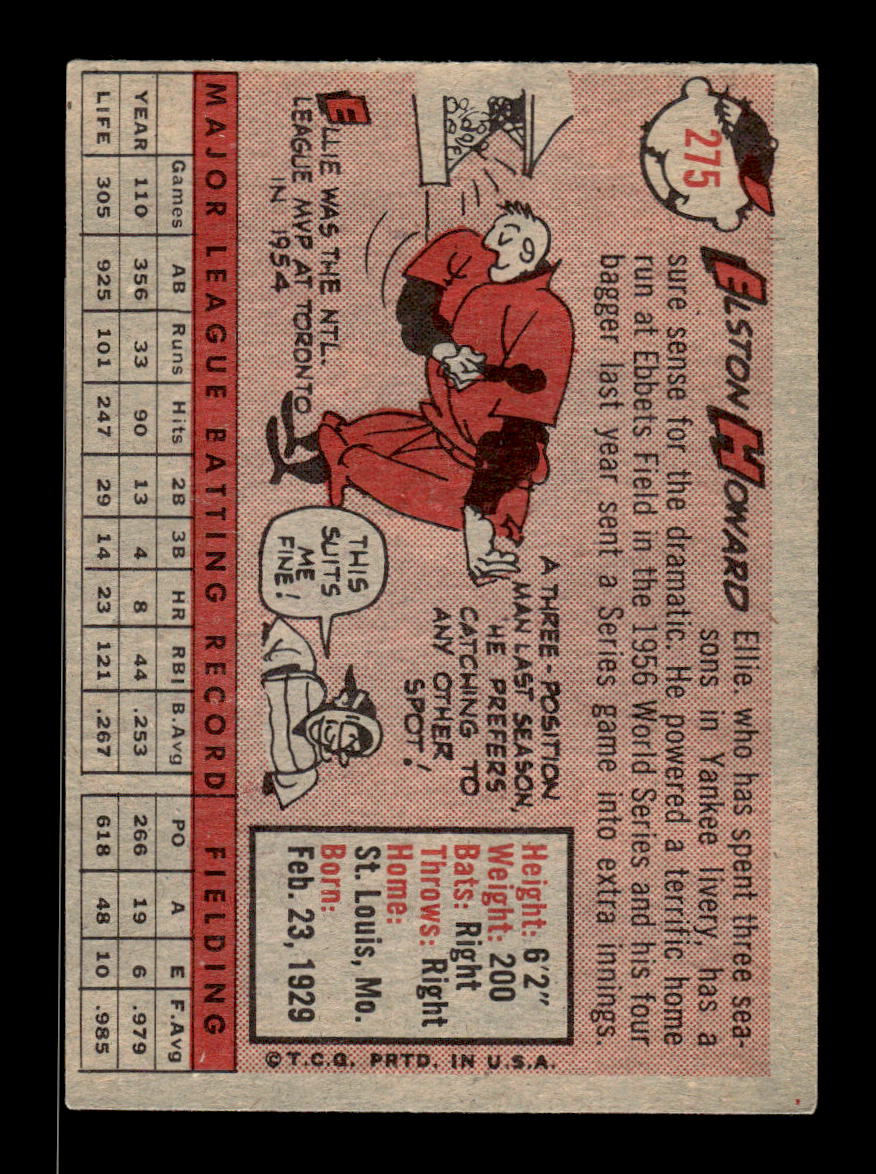 275
ELSTON HOWARD
Ellie, who has spent three sea-
sons in Yankee livery, has a
sure sense for the dramatic. He powered a terrific home
run at Ebbets Field in the 1956 World Series and his four
bagger last year sent a Series game into extra innings.
ELLIE WAS THE NTL.
LEAGUE MVP AT TORONTO
IN 1954
A THREE-POSITION
MAN LAST SEASON,
HE PREFERS
CATCHING TO
ANY OTHER
SPOT!
THIS
SUITS
ME
FINE!
Height: 6'2"
Weight: 200
Bats: Right
Throws: Right
Home:
St. Louis, Mo.
Born:
Feb. 23, 1929
© T.C.G. PRTD. IN U.S.A.
MAJOR LEAGUE BATTING RECORD FIELDING
Games AB Runs Hits 2B 3B HR RBI B.Avg PO A E F.Avg
YEAR 110 356 33 90 13 4 8 44 .253 266 19 6 .979
LIFE 305 925 101 247 29 14 23 121 .267 618 48 10 .985